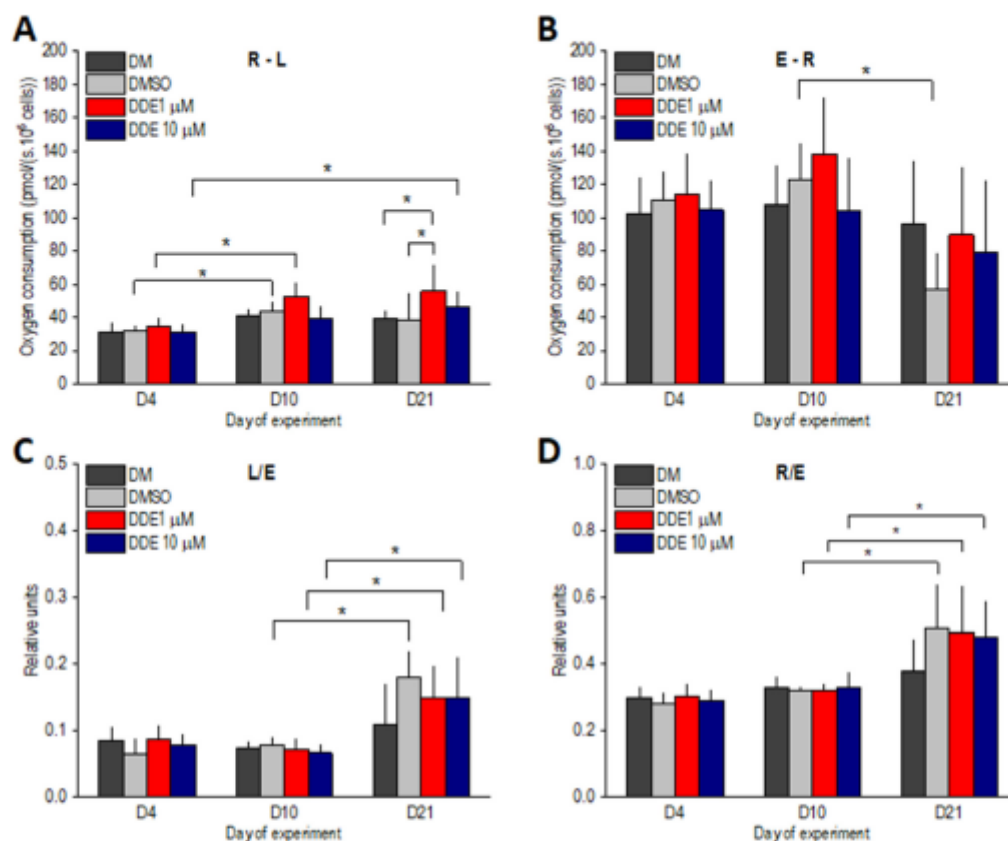 A
R - L
DM
DMSO
DDE1 μM
DDE 10 μM
Oxygen consumption (pmol/(s.10⁶ cells))
200
180
160
140
120
100
80
60
40
20
0
*
*
*
*
*
D4
D10
D21
Day of experiment
B
E - R
DM
DMSO
DDE1 μM
DDE 10 μM
Oxygen consumption (pmol/(s.10⁶ cells))
200
180
160
140
120
100
80
60
40
20
0
*
D4
D10
D21
Day of experiment
C
L/E
DM
DMSO
DDE1 μM
DDE 10 μM
Relative units
0.5
0.4
0.3
0.2
0.1
0.0
*
*
*
D4
D10
D21
Day of experiment
D
R/E
DM
DMSO
DDE1 μM
DDE 10 μM
Relative units
1.0
0.8
0.6
0.4
0.2
0.0
*
*
*
D4
D10
D21
Day of experiment